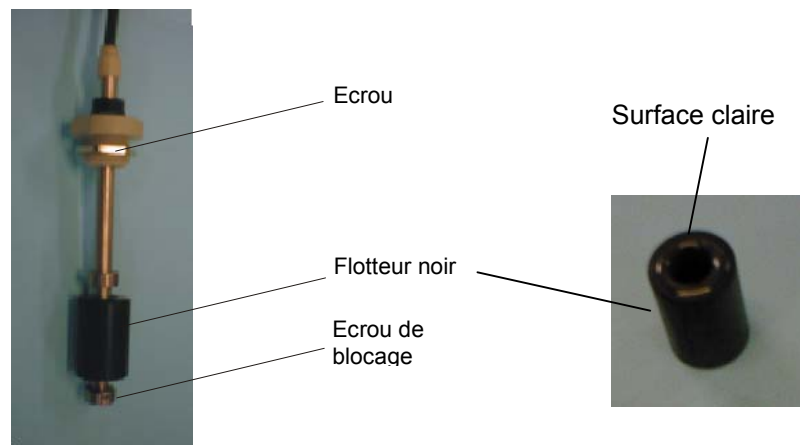 Ecrou
Surface claire
Flotteur noir
Ecrou de
blocage